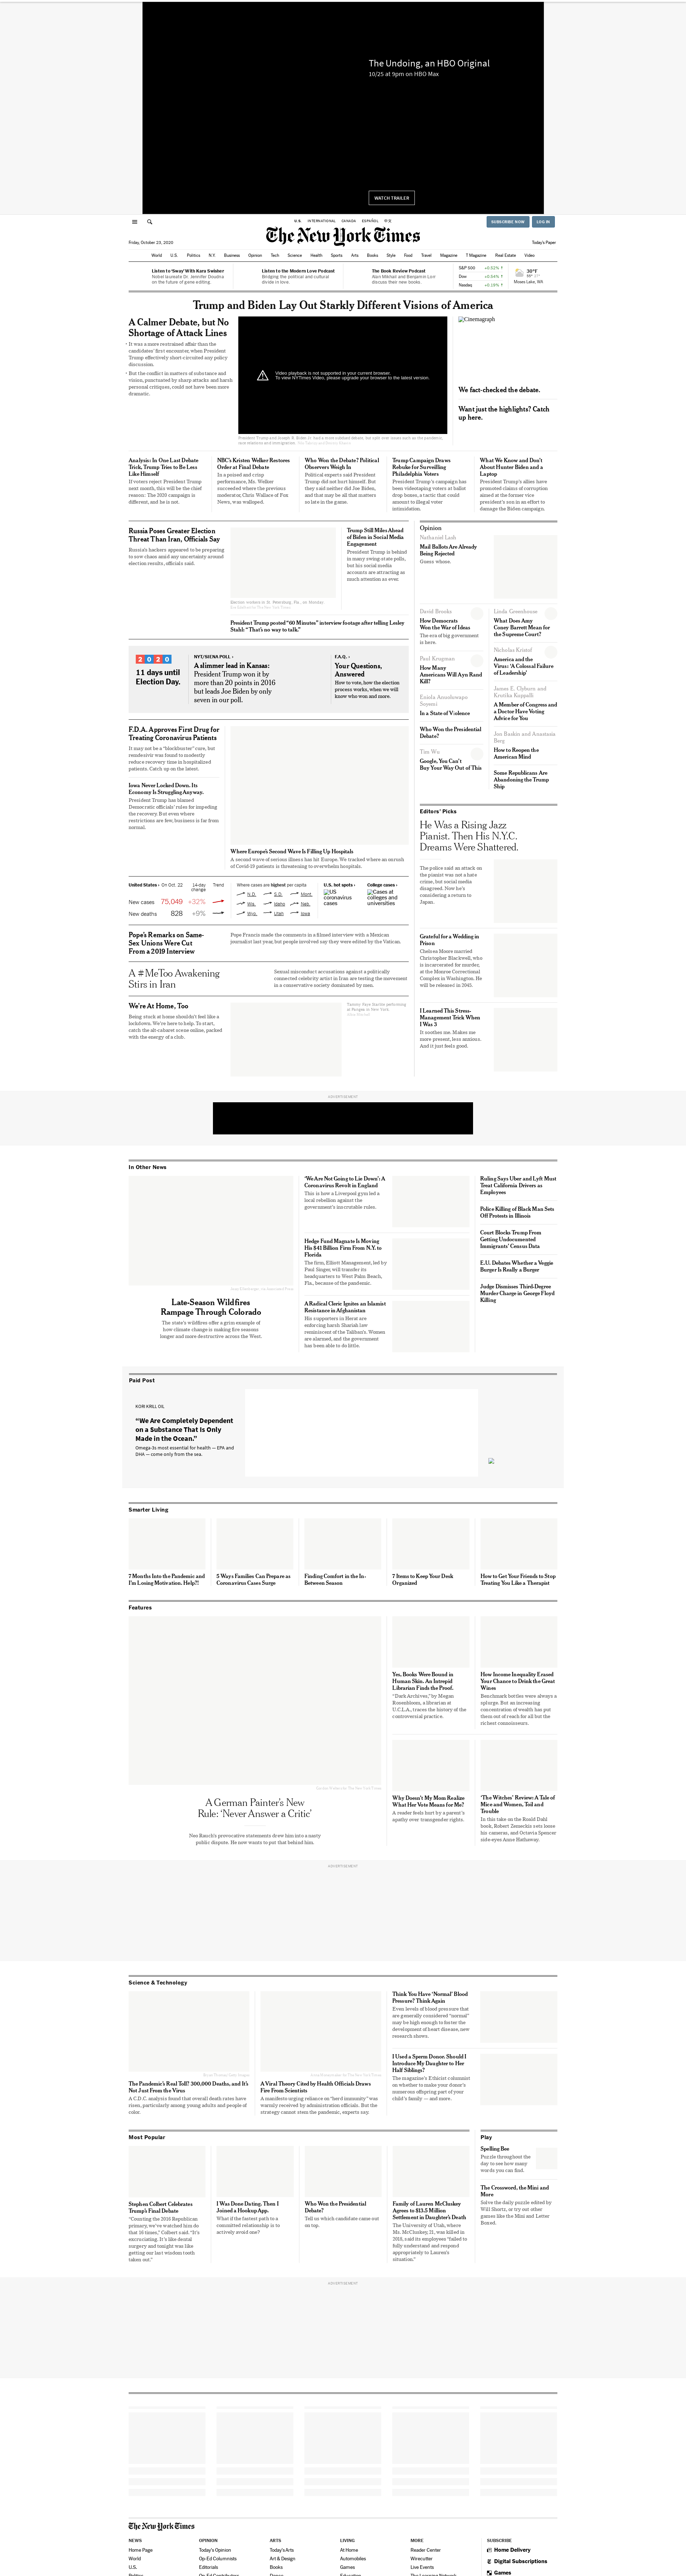 The Undoing, an HBO Original
10/25 at 9pm on HBO Max
WATCH TRAILER
U.S.
INTERNATIONAL
CANADA
ESPAÑOL
中文
SUBSCRIBE NOW
LOG IN
The New York Times
Friday, October 23, 2020
Today's Paper
World
U.S.
Politics
N.Y.
Business
Opinion
Tech
Science
Health
Sports
Arts
Books
Style
Food
Travel
Magazine
T Magazine
Real Estate
Video
Listen to 'Sway' With Kara Swisher
Nobel laureate Dr. Jennifer Doudna
on the future of gene editing.
Listen to the Modern Love Podcast
Bridging the political and cultural
divide in love.
The Book Review Podcast
Alex Halberstadt
S&P 500
Dow
Nasdaq
30°F
Moses Lake, WA
Trump and Biden Lay Out Starkly Different Visions of America
A Calmer Debate, but No
Shortage of Attack Lines
It was a more restrained affair than the
candidates' first encounter, when President
Trump effectively short-circuited any policy
discussion.
But the conflict in matters of substance and
vision, punctured by sharp attacks and harsh
personal critiques, could not have been more
dramatic.
Video playback is not supported in your current browser.
To view NYTimes Video, please upgrade your browser to the latest version.
Cinemagraph
We fact-checked the debate.
Want just the highlights? Catch
up here.
Analysis: In One Last Debate
Trick, Trump Tries to Be Less
Like Himself
If voters reject President Trump
next month, this will be the chief
reason: The 2020 campaign is
different, and he is not.
NBC's Kristen Welker Restores
Order at Final Debate
In a poised and crisp
performance, Ms. Welker
succeeded where the previous
moderator, Chris Wallace of Fox
News, was walloped.
Who Won the Debate? Political
Observers Weigh In
Political experts said President
Trump did not hurt himself. But
they said neither did Joe Biden,
and that may be all that matters
so late in the game.
Trump Campaign Draws
Rebuke for Surveilling
Philadelphia Voters
President Trump's campaign has
been videotaping voters at ballot
drop boxes, a tactic that could
amount to illegal voter
intimidation.
What We Know and Don't
About Hunter Biden and a
Laptop
President Trump's allies have
promoted claims of corruption
aimed at the former vice
president's son in an effort to
damage the Biden campaign.
Russia Poses Greater Election
Threat Than Iran, Officials Say
Russia's hackers appeared to be preparing
to sow chaos amid any uncertainty around
election results, officials said.
Trump Still Miles Ahead
of Biden in Social Media
Engagement
President Trump is behind
in many swing-state polls,
but his social media
accounts are attracting as
much attention as ever.
President Trump posted "60 Minutes" interview footage after telling Lesley
Stahl: "That's no way to talk."
2020
11 days until
Election Day.
NYT/SIENA POLL ›
A slimmer lead in Kansas:
President Trump won it by
more than 20 points in 2016
but leads Joe Biden by only
seven in our poll.
F.A.Q. ›
Your Questions,
Answered
How to vote, how the election
process works, when we will
know who won and more.
F.D.A. Approves First Drug for
Treating Coronavirus Patients
It may not be a "blockbuster" cure, but
remdesivir was found to modestly
reduce recovery time in hospitalized
patients. Catch up on the latest.
Iowa Never Locked Down. Its
Economy Is Struggling Anyway.
President Trump has blamed
Democratic officials' rules for impeding
the recovery. But even where
restrictions are few, business is far from
normal.
Where Europe's Second Wave Is Filling Up Hospitals
A second wave of serious illness has hit Europe. We tracked where an onrush
of Covid-19 patients threatens to overwhelm hospitals.
United States › On Oct. 22
14-day
change
Trend
New cases 75,049 +32%
New deaths 828 +9%
Where cases are highest per capita
N.D.
S.D.
Mont.
Wis.
Idaho
Neb.
Wyo.
Utah
Iowa
U.S. hot spots ›
US
coronavirus
cases
College cases ›
Cases at
colleges and
universities
Pope's Remarks on Same-
Sex Unions Were Cut
From a 2019 Interview
Pope Francis made the comments in a filmed interview with a Mexican
journalist last year, but people now say they were edited by the Vatican.
A #MeToo Awakening
Stirs in Iran
Sexual misconduct accusations against a politically
connected celebrity artist in Iran are testing the movement
in a conservative society dominated by men.
We're At Home, Too
Being stuck at home shouldn't feel like a
lockdown. We're here to help. To start,
catch the alt-cabaret scene online, packed
with the energy of a club.
Opinion
Nathaniel Lash
Mail Ballots Are Already
Being Rejected
Guess whose.
David Brooks
How Democrats
Won the War of Ideas
The era of big government
is here.
Paul Krugman
How Many
Americans Will Ayn Rand
Kill?
In a State of Violence
Who Won the Presidential
Debate?
Tim Wu
Google, You Can't
Buy Your Way Out of This
Linda Greenhouse
What Does Amy
Coney Barrett Mean for
the Supreme Court?
Nicholas Kristof
America and the
Virus: 'A Colossal Failure
of Leadership'
James E. Clyburn and
A Member of Congress and
a Doctor Have Voting
Advice for You
Jon Baskin and Anastasia
Berg
How to Reopen the
American Mind
Some Republicans Are
Abandoning the Trump
Ship
Editors' Picks
He Was a Rising Jazz
Pianist. Then His N.Y.C.
Dreams Were Shattered.
The police said an attack on
the pianist was not a hate
crime, but social media
disagreed. Now he's
considering a return to
Japan.
Grateful for a Wedding in
Prison
Chelsea Moore married
Christopher Blackwell, who
is incarcerated for murder,
at the Monroe Correctional
Complex in Washington. He
will be released in 2045.
I Learned This Stress-
Management Trick When
I Was 3
It soothes me. Makes me
more present, less anxious.
And it just feels good.
ADVERTISEMENT
In Other News
Late-Season Wildfires
Rampage Through Colorado
The state's wildfires offer a grim example of
how climate change is making fire seasons
longer and more destructive across the West.
'We Are Not Going to Lie Down': A
Coronavirus Revolt in England
This is how a Liverpool gym led a
local rebellion against the
government's inscrutable rules.
Hedge Fund Magnate Is Moving
His $41 Billion Firm From N.Y. to
Florida
The firm, Elliott Management, led by
Paul Singer, will transfer its
headquarters to West Palm Beach,
Fla., because of the pandemic.
A Radical Cleric Ignites an Islamist
Resistance in Afghanistan
His supporters in Herat are
enforcing harsh Shariah law
reminiscent of the Taliban's. Women
are alarmed, and the government
has been able to do little.
Ruling Says Uber and Lyft Must
Treat California Drivers as
Employees
Police Killing of Black Man Sets
Off Protests in Illinois
Court Blocks Trump From
Getting Undocumented
Immigrants' Census Data
E.U. Debates Whether a Veggie
Burger Is Really a Burger
Judge Dismisses Third-Degree
Murder Charge in George Floyd
Killing
Paid Post
KORI KRILL OIL
"We Are Completely Dependent
on a Substance That Is Only
Made in the Ocean."
Omega-3s most essential for health — EPA and
DHA — come only from the sea.
Smarter Living
7 Months Into the Pandemic and
I'm Losing Motivation. Help?!
5 Ways Families Can Prepare as
Coronavirus Cases Surge
Finding Comfort in the In-
Between Season
7 Items to Keep Your Desk
Organized
How to Get Your Friends to Stop
Treating You Like a Therapist
Features
A German Painter's New
Rule: 'Never Answer a Critic'
Neo Rauch's provocative statements drew him into a nasty
public dispute. He now wants to put that behind him.
Yes, Books Were Bound in
Human Skin. An Intrepid
Librarian Finds the Proof.
"Dark Archives," by Megan
Rosenbloom, a librarian at
U.C.L.A., traces the history of the
controversial practice.
How Income Inequality Erased
Your Chance to Drink the Great
Wines
Benchmark bottles were always a
splurge. But an increasing
concentration of wealth has put
them out of reach for all but the
richest connoisseurs.
Why Doesn't My Mom Realize
What Her Vote Means for Me?
A reader feels hurt by a parent's
apathy over transgender rights.
'The Witches' Review: A Tale of
Mice and Women, Toil and
Trouble
In this take on the Roald Dahl
book, Robert Zemeckis sets loose
his cameras, and Octavia Spencer
side-eyes Anne Hathaway.
ADVERTISEMENT
Science & Technology
The Pandemic's Real Toll? 300,000 Deaths, and It's
Not Just From the Virus
A C.D.C. analysis found that overall death rates have
risen, particularly among young adults and people of
color.
A Viral Theory Cited by Health Officials Draws
Fire From Scientists
A manifesto urging reliance on "herd immunity" was
warmly received by administration officials. But the
strategy cannot stem the pandemic, experts say.
Think You Have 'Normal' Blood
Pressure? Think Again
Even levels of blood pressure that
are generally considered "normal"
may be high enough to foster the
development of heart disease, new
research shows.
I Used a Sperm Donor. Should I
Introduce My Daughter to Her
Half Siblings?
The magazine's Ethicist columnist
on whether to make your donor's
numerous offspring part of your
child's family — and more.
Most Popular
Stephen Colbert Celebrates
Trump's Final Debate
"Counting the 2016 Republican
primary, we've watched him do
that 16 times," Colbert said. "It's
excruciating. It's like dental
surgery and tonight was like
getting our last wisdom tooth
taken out."
I Was Done Dating. Then I
Joined a Hookup App.
What if the fastest path to a
committed relationship is to
actively avoid one?
Who Won the Presidential
Debate?
Tell us which candidate came out
on top.
Family of Lauren McCluskey
Agrees to $13.5 Million
Settlement in Daughter's Death
The University of Utah, where
Ms. McCluskey, 21, was killed in
2018, said its employees "failed to
fully understand and respond
appropriately to Lauren's
situation."
Play
Spelling Bee
Puzzle throughout the
day to see how many
words you can find.
The Crossword, the Mini and
More
Solve the daily puzzle edited by
Will Shortz, or try out other
games like the Mini and Letter
Boxed.
ADVERTISEMENT
The New York Times
NEWS
Home Page
World
U.S.
Politics
OPINION
Today's Opinion
Op-Ed Columnists
Editorials
Op-Ed Contributors
ARTS
Today's Arts
Art & Design
Books
Dance
LIVING
At Home
Automobiles
Games
Education
MORE
Reader Center
Wirecutter
Live Events
The Learning Network
SUBSCRIBE
Home Delivery
Digital Subscriptions
Games